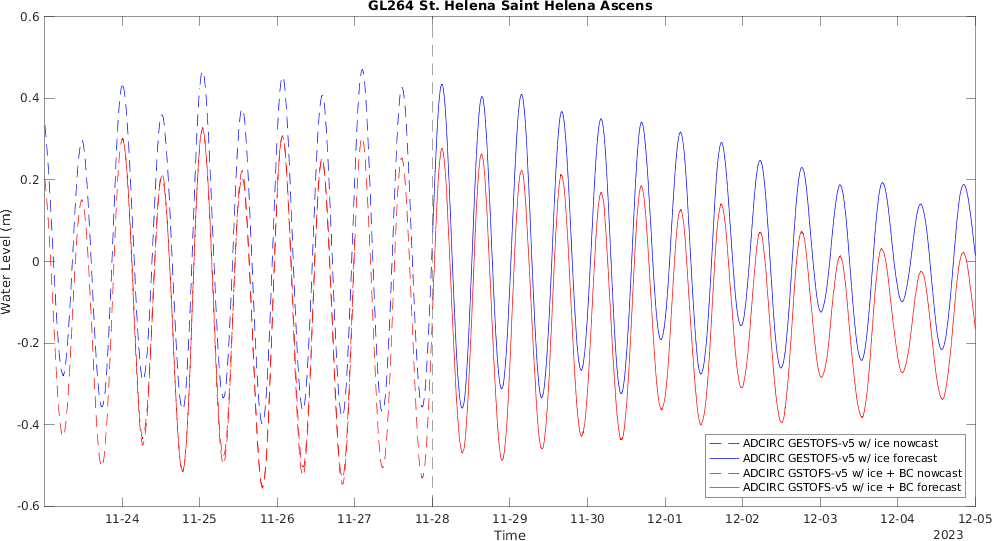 GL264 St. Helena Saint Helena Ascens
0.6
0.4
0.2
0
-0.2
-0.4
-0.6
Water Level (m)
11-24 11-25 11-26 11-27 11-28 11-29 11-30 12-01 12-02 12-03 12-04 12-05
Time
2023
ADCIRC GESTOFS-v5 w/ ice nowcast
ADCIRC GESTOFS-v5 w/ ice forecast
ADCIRC GSTOFS-v5 w/ ice + BC nowcast
ADCIRC GSTOFS-v5 w/ ice + BC forecast